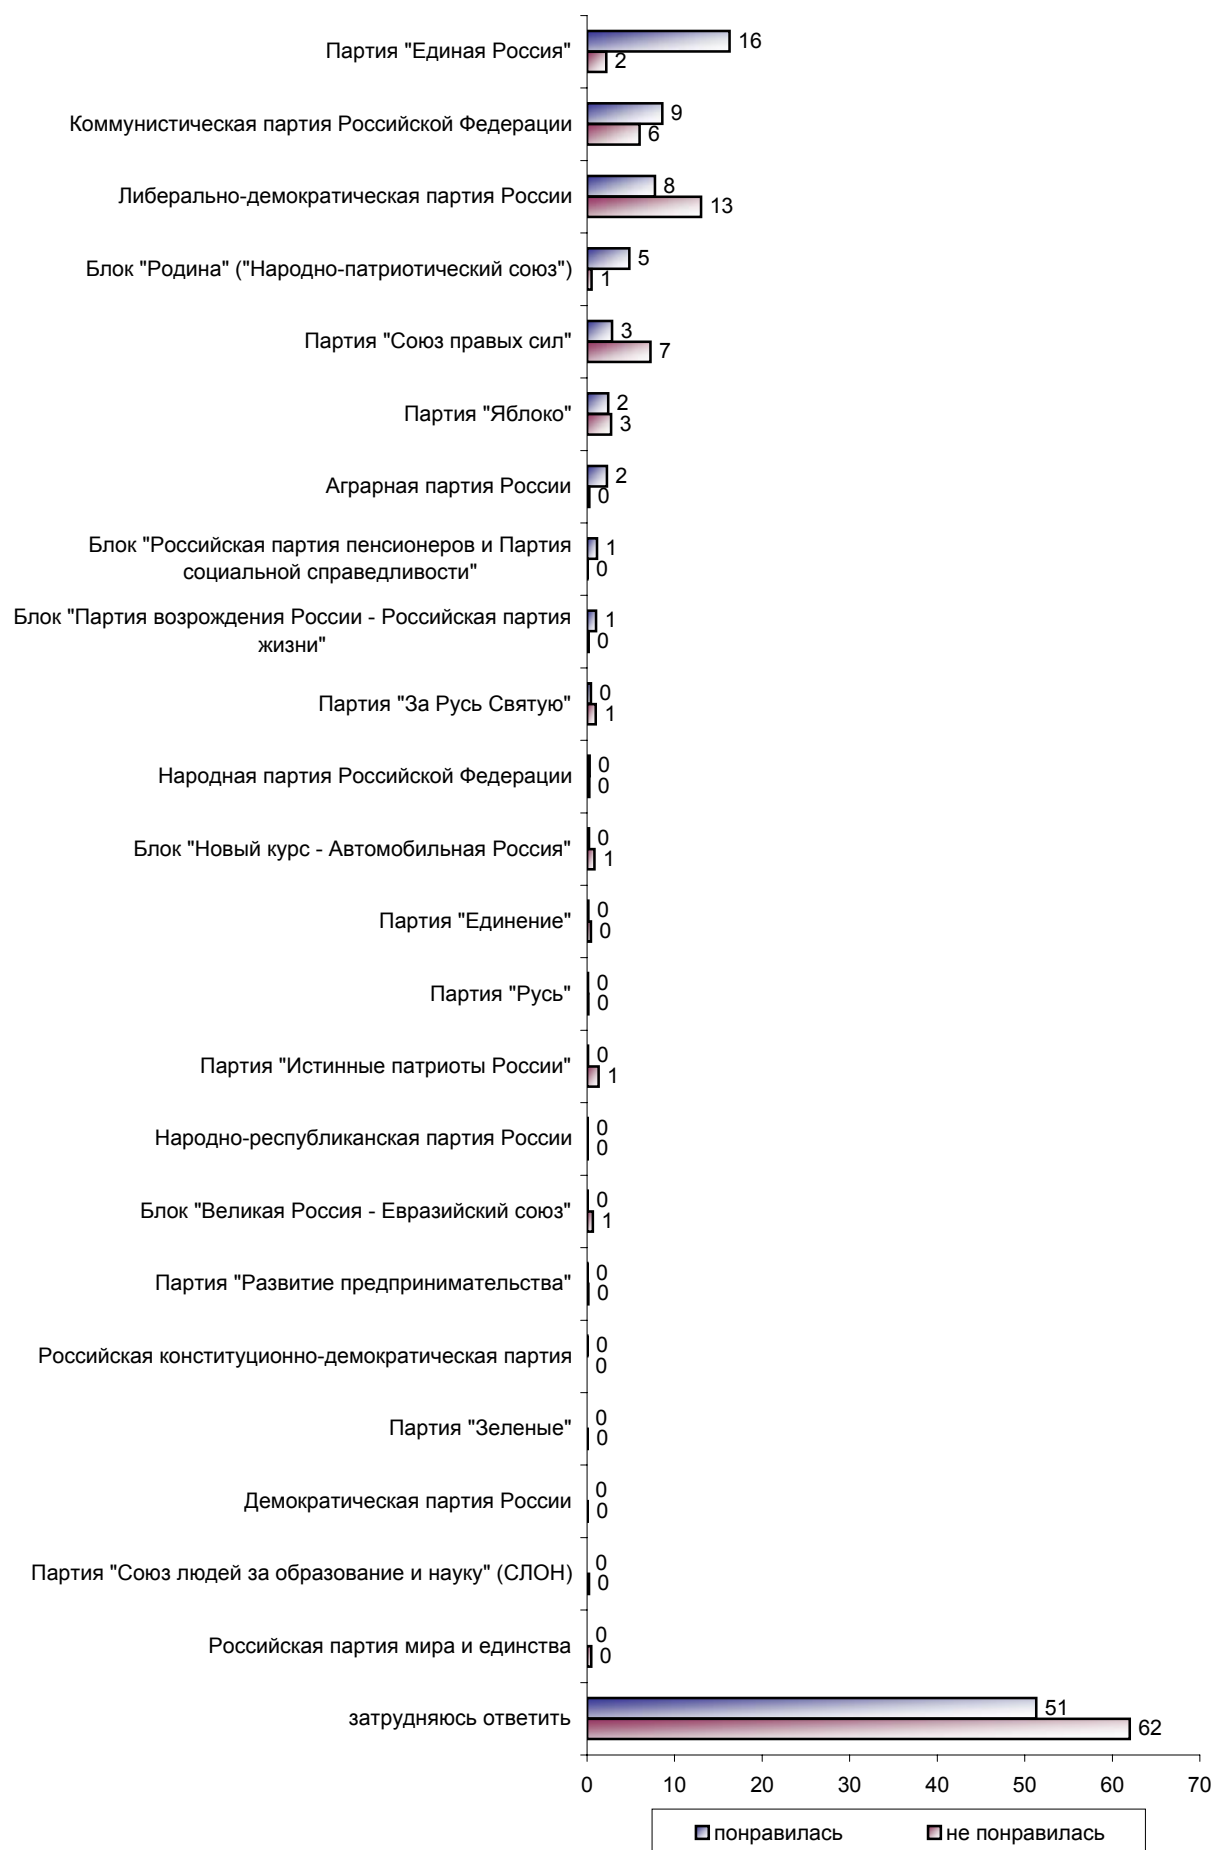 Партия "Единая Россия"
16
2
Коммунистическая партия Российской Федерации
9
6
Либерально-демократическая партия России
8
13
Блок "Родина" ("Народно-патриотический союз")
5
1
Партия "Союз правых сил"
3
7
Партия "Яблоко"
2
3
Аграрная партия России
2
0
Блок "Российская партия пенсионеров и Партия
социальной справедливости"
1
0
Блок "Партия возрождения России - Российская партия
жизни"
1
0
Партия "За Русь Святую"
0
1
Народная партия Российской Федерации
0
0
Блок "Новый курс - Автомобильная Россия"
0
1
Партия "Единение"
0
0
Партия "Русь"
0
0
Партия "Истинные патриоты России"
0
1
Народно-республиканская партия России
0
0
Блок "Великая Россия - Евразийский союз"
0
1
Партия "Развитие предпринимательства"
0
0
Российская конституционно-демократическая партия
0
0
Партия "Зеленые"
0
0
Демократическая партия России
0
0
Партия "Союз людей за образование и науку" (СЛОН)
0
0
Российская партия мира и единства
0
0
затрудняюсь ответить
51
62
0 10 20 30 40 50 60 70
понравилась не понравилась